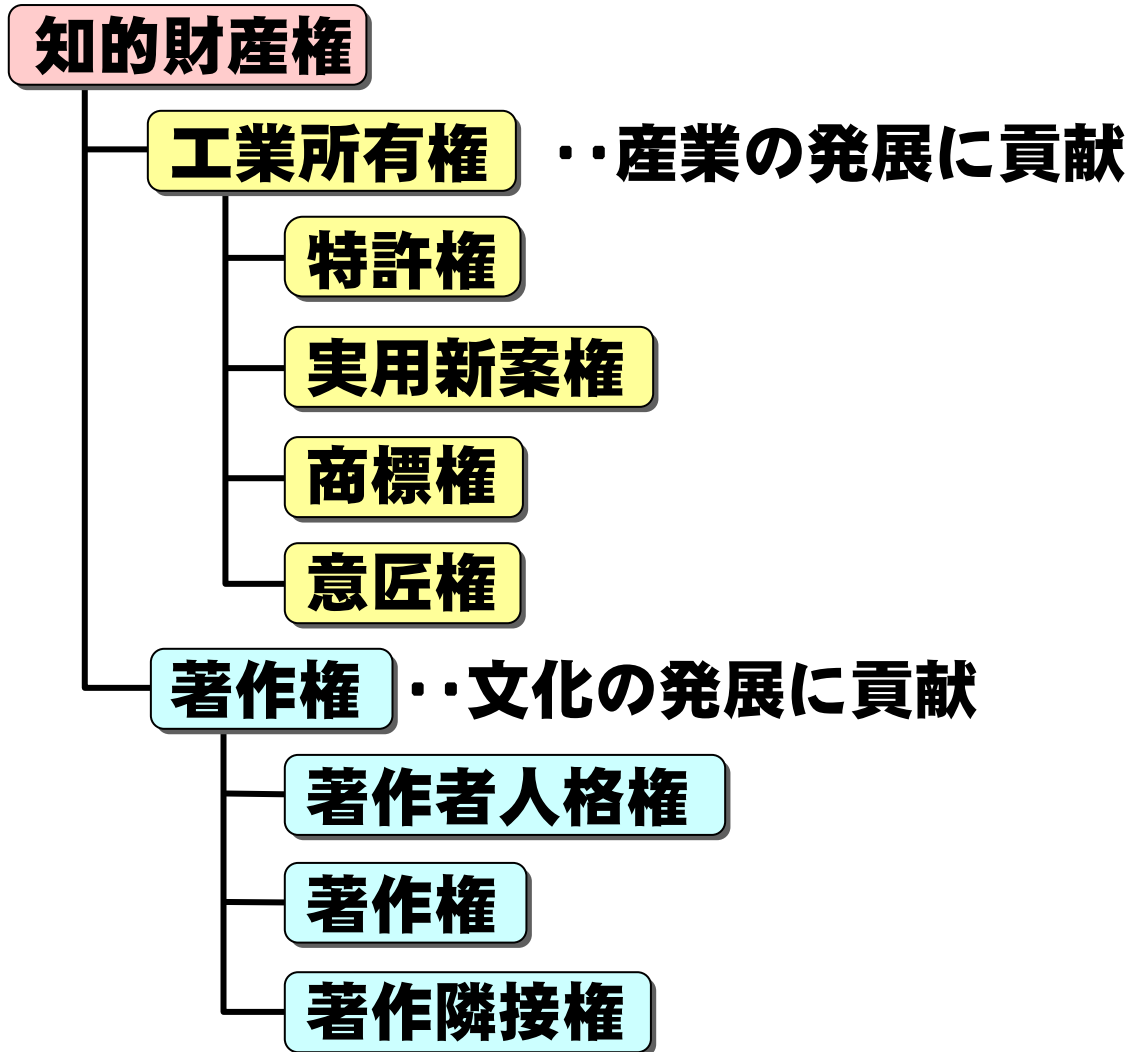 知的財産権
工業所有権 ‥産業の発展に貢献
特許権
実用新案権
商標権
意匠権
著作権 ‥文化の発展に貢献
著作者人格権
著作権
著作隣接権